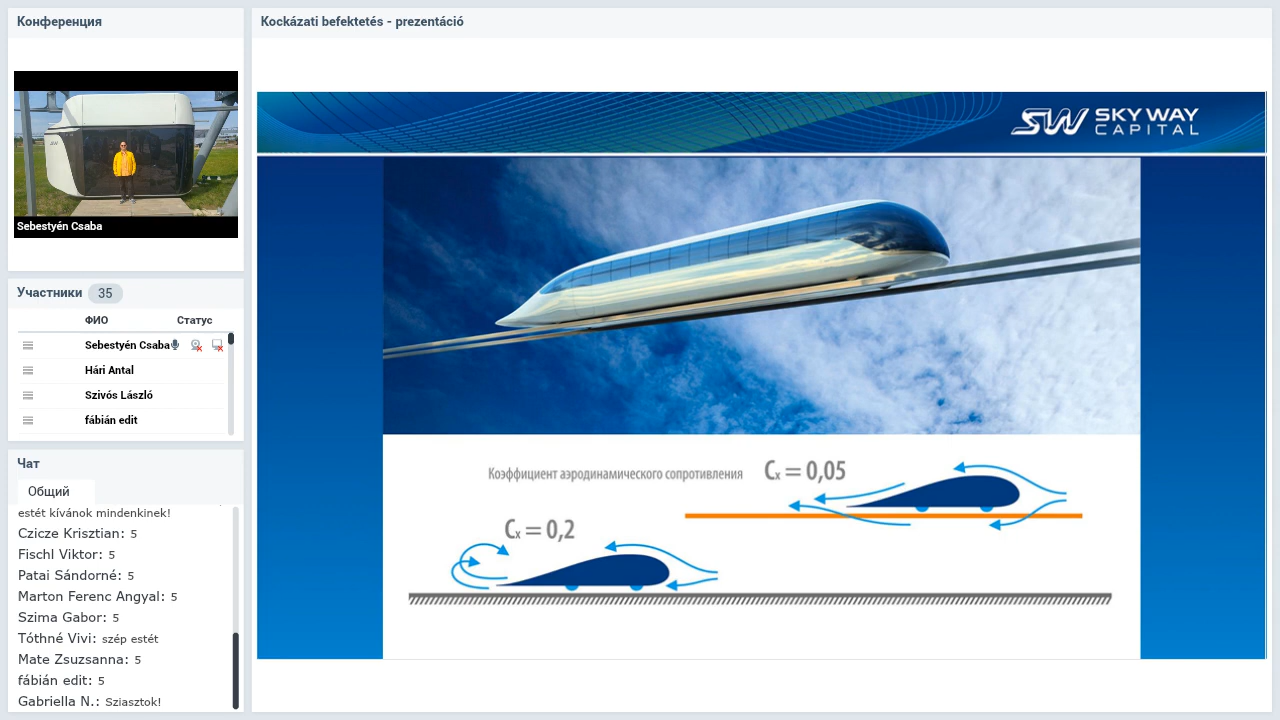 Конференция
Sebestyén Csaba
Участники 35
ФИО Статус
Sebestyén Csaba
Hári Antal
Szivós László
fábián edit
Чат
Общий
estét kívánok mindenkinek!
Czicze Krisztian: 5
Fischl Viktor: 5
Patai Sándorné: 5
Marton Ferenc Angyal: 5
Szima Gabor: 5
Tóthné Vivi: szép estét
Mate Zsuzsanna: 5
fábián edit: 5
Gabriella N.: Sziasztok!
Kockázati befektetés - prezentáció
SW SKY WAY
CAPITAL
Коэффициент аэродинамического сопротивления Cx = 0,05
Cx = 0,2